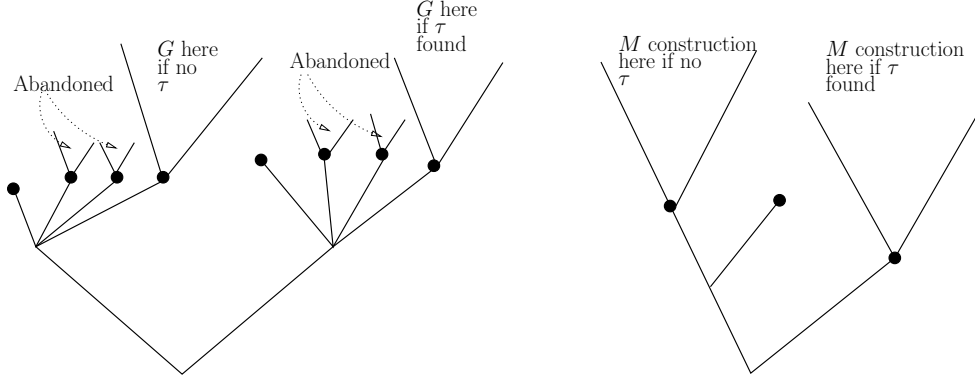 G here
if τ
found
G here
if no
τ
Abandoned
Abandoned
M construction
here if no
τ
M construction
here if τ
found